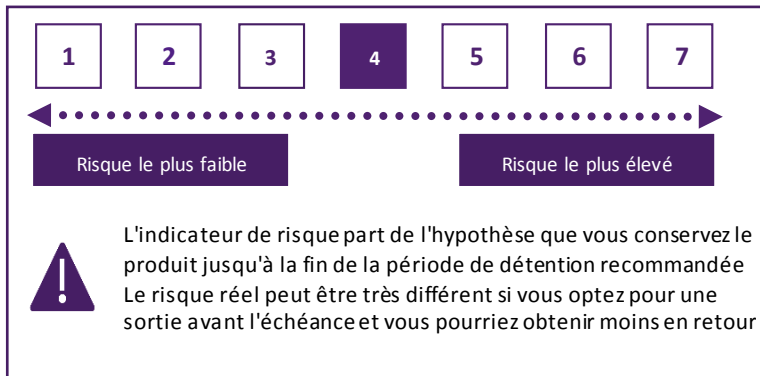 1 2 3 4 5 6 7
Risque le plus faible Risque le plus élevé
L'indicateur de risque part de l'hypothèse que vous conservez le
produit jusqu'à la fin de la période de détention recommandée
Le risque réel peut être très différent si vous optez pour une
sortie avant l'échéance et vous pourriez obtenir moins en retour